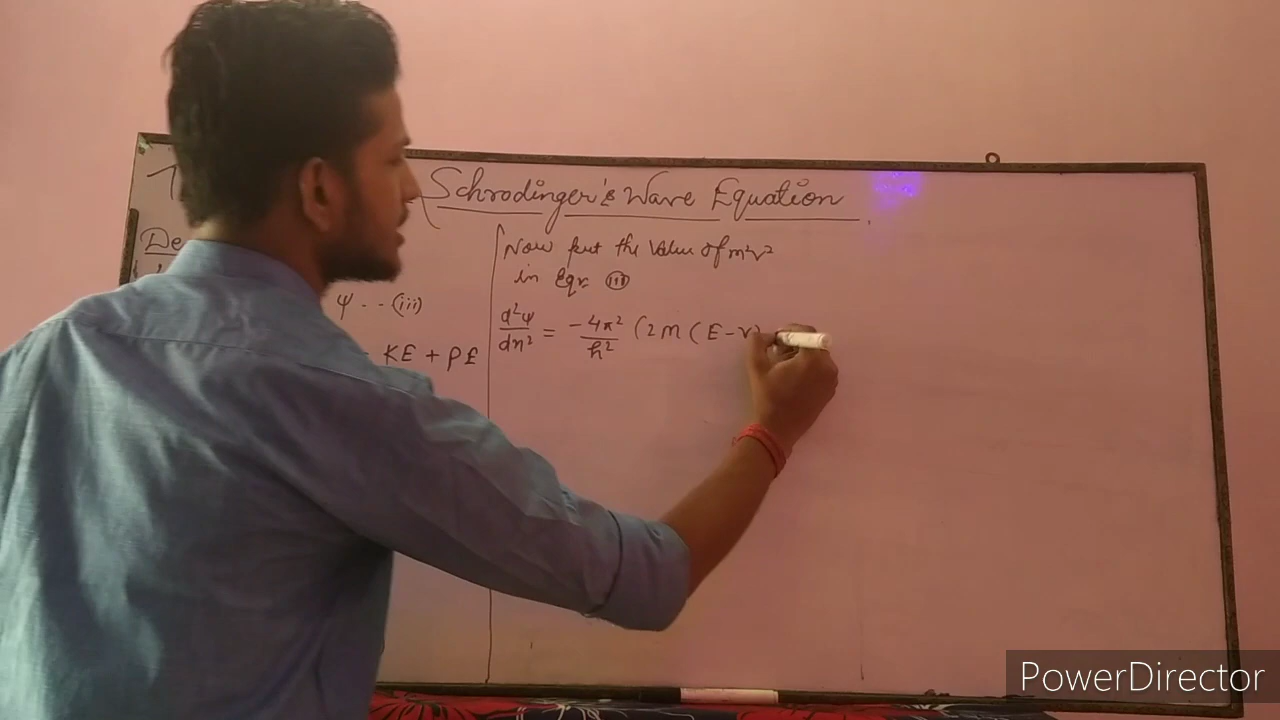 Schrodinger's Wave Equation
De
ψ - - (iii)
KE + PE
Now put the value of m²v²
in Eqn (iii)
d²ψ/dx² = -4π²/h² (2m (E-v)
PowerDirector